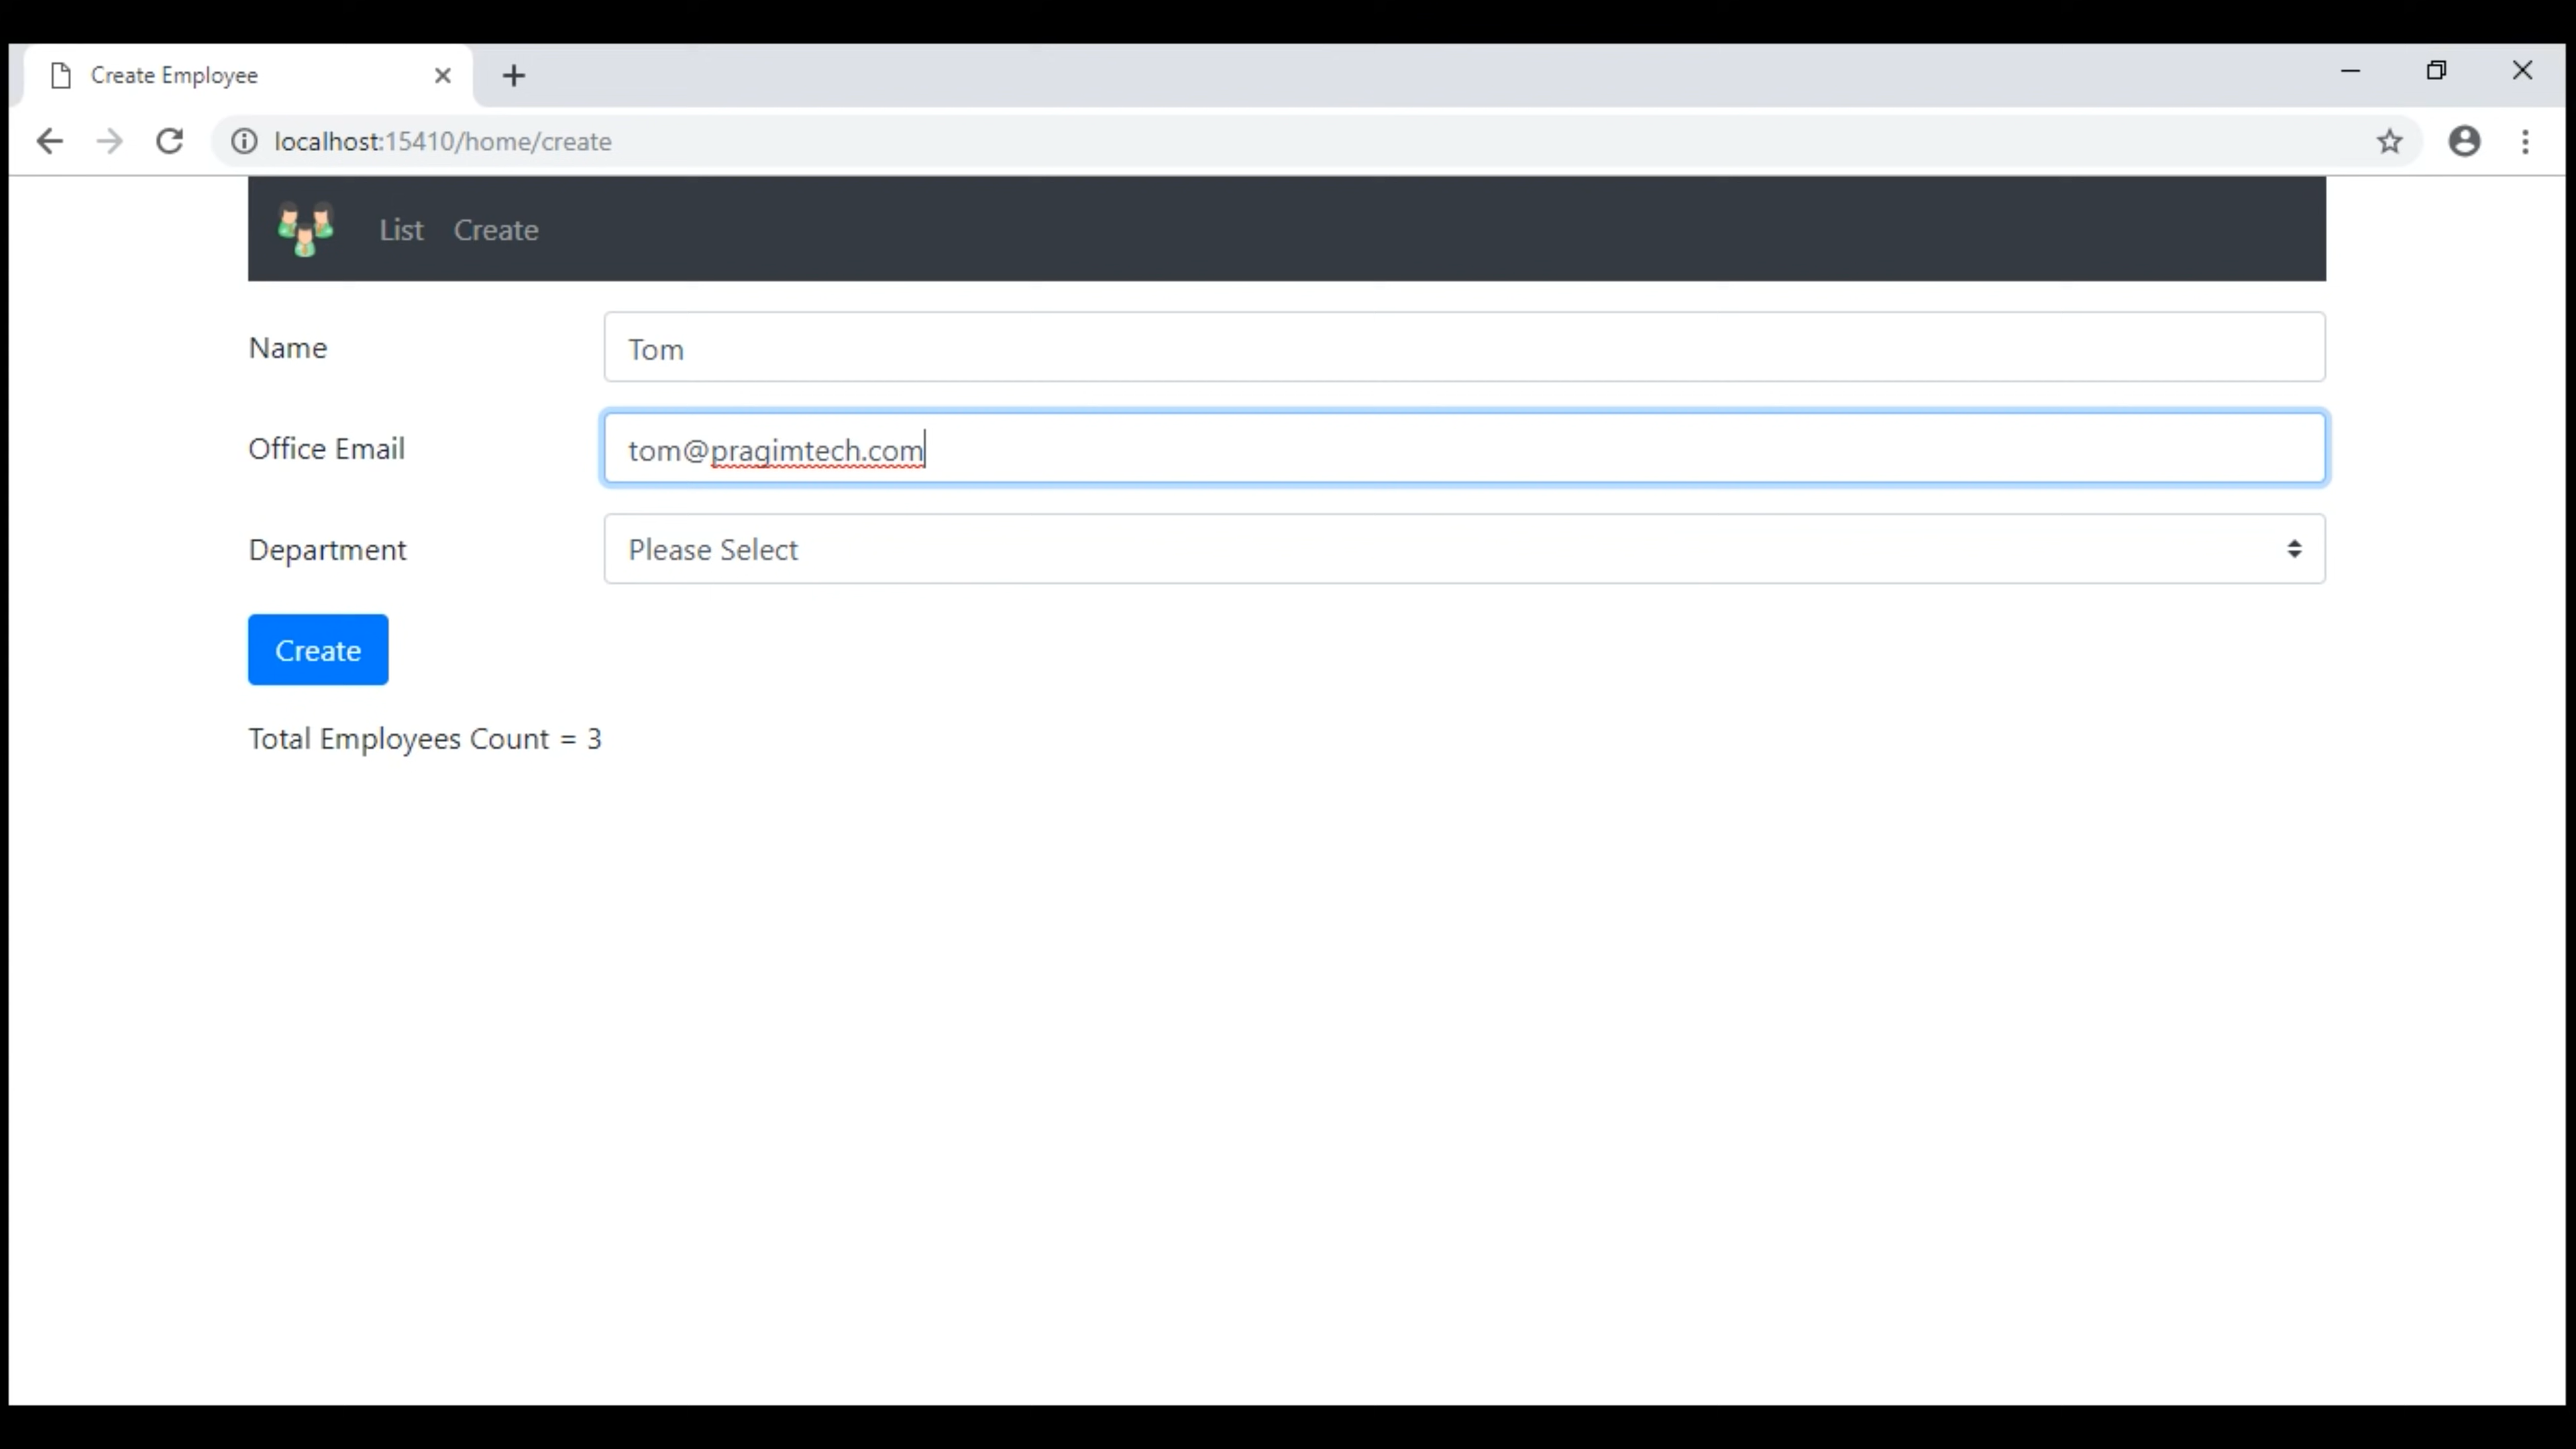 Create Employee
localhost:15410/home/create
List Create
Name Tom
Office Email tom@pragimtech.com
Department Please Select
Create
Total Employees Count = 3